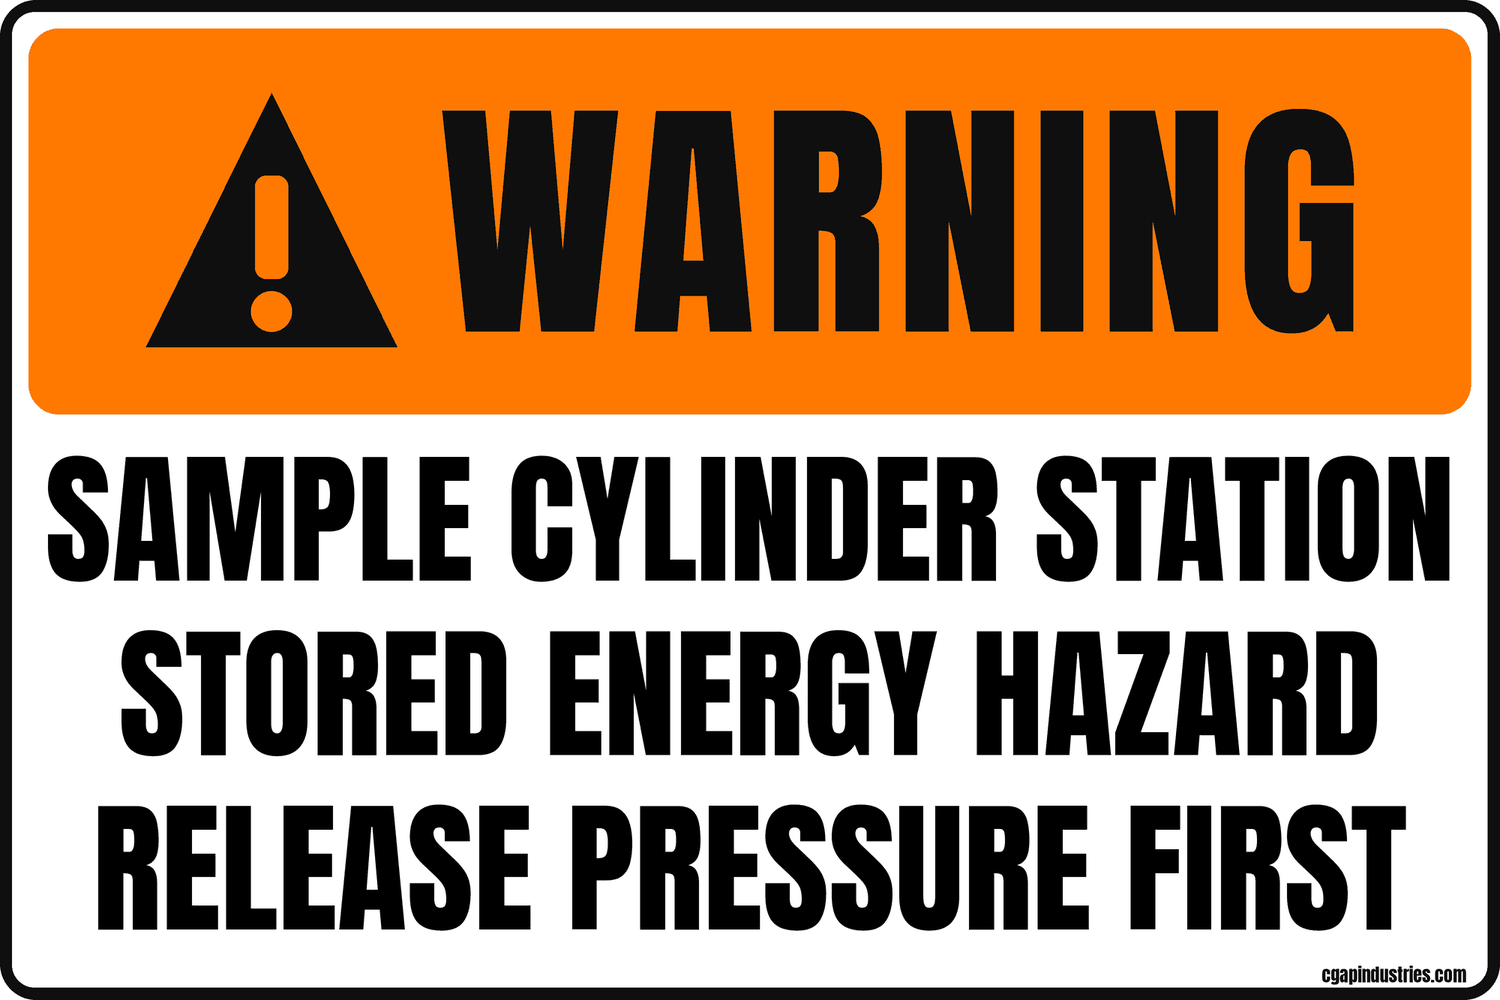 WARNING
SAMPLE CYLINDER STATION
STORED ENERGY HAZARD
RELEASE PRESSURE FIRST
cgapindustries.com